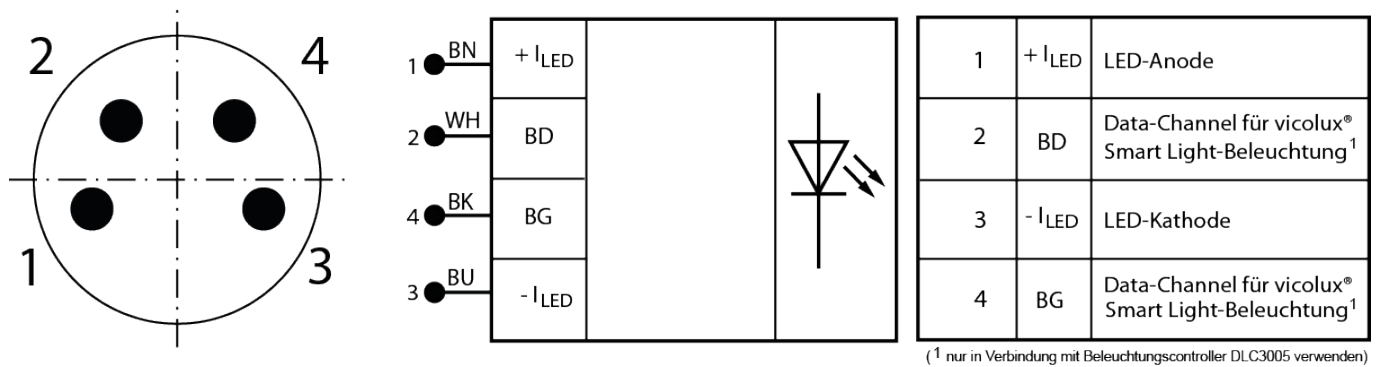 2 4
1 3
1 BN + ILED
2 WH BD
4 BK BG
3 BU - ILED
1 + ILED LED-Anode
2 BD Data-Channel für vicolux®
Smart Light-Beleuchtung1
3 - ILED LED-Kathode
4 BG Data-Channel für vicolux®
Smart Light-Beleuchtung1
(1 nur in Verbindung mit Beleuchtungscontroller DLC3005 verwenden)